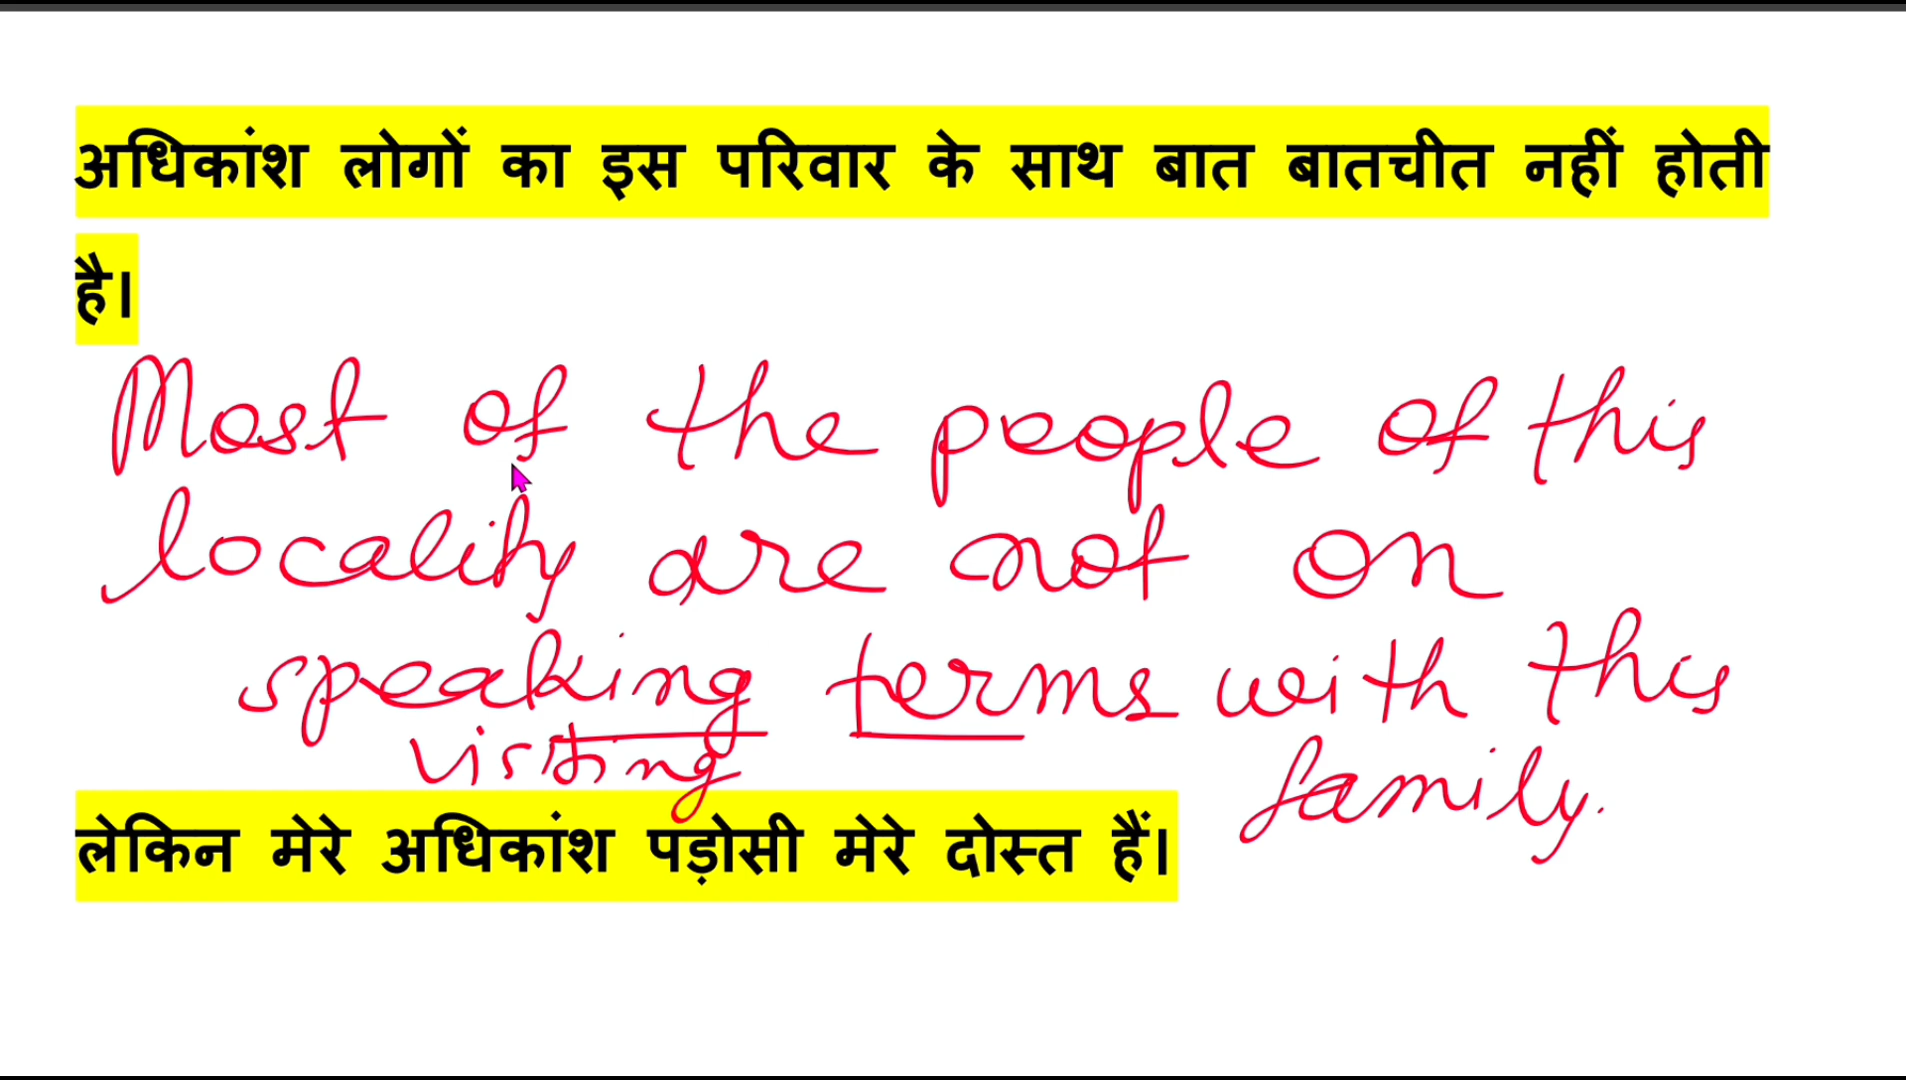 अधिकांश लोगों का इस परिवार के साथ बात बातचीत नहीं होती
है।
Most of the people of this
locality are not on
speaking terms with this
visiting family.
लेकिन मेरे अधिकांश पड़ोसी मेरे दोस्त हैं।